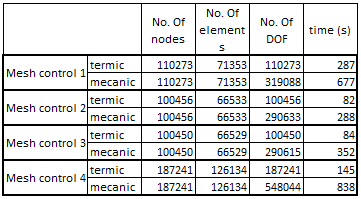 No. Of nodes No. Of elements No. Of DOF time (s)
Mesh control 1 termic 110273 71353 110273 287
mecanic 110273 71353 319088 677
Mesh control 2 termic 100456 66533 100456 82
mecanic 100456 66533 290633 288
Mesh control 3 termic 100450 66529 100450 84
mecanic 100450 66529 290615 352
Mesh control 4 termic 187241 126134 187241 145
mecanic 187241 126134 548044 838